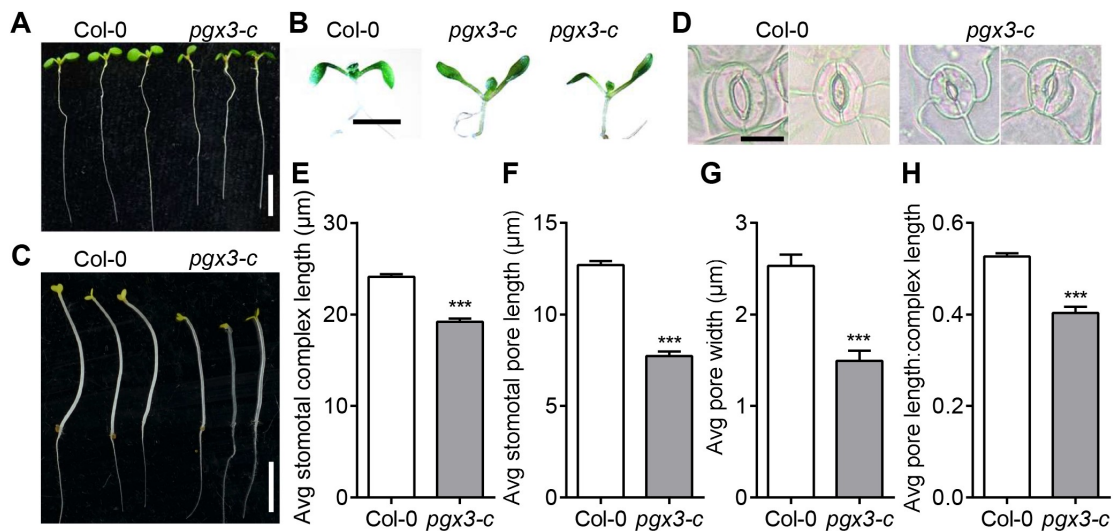 A
Col-0 pgx3-c
B
Col-0 pgx3-c pgx3-c
D
Col-0 pgx3-c
C
Col-0 pgx3-c
E
Avg stomotal complex length (µm)
30
20
10
0
***
Col-0 pgx3-c
F
Avg stomotal pore length (µm)
15
10
5
0
***
Col-0 pgx3-c
G
Avg pore width (µm)
3
2
1
0
***
Col-0 pgx3-c
H
Avg pore length:complex length
0.6
0.4
0.2
0.0
***
Col-0 pgx3-c